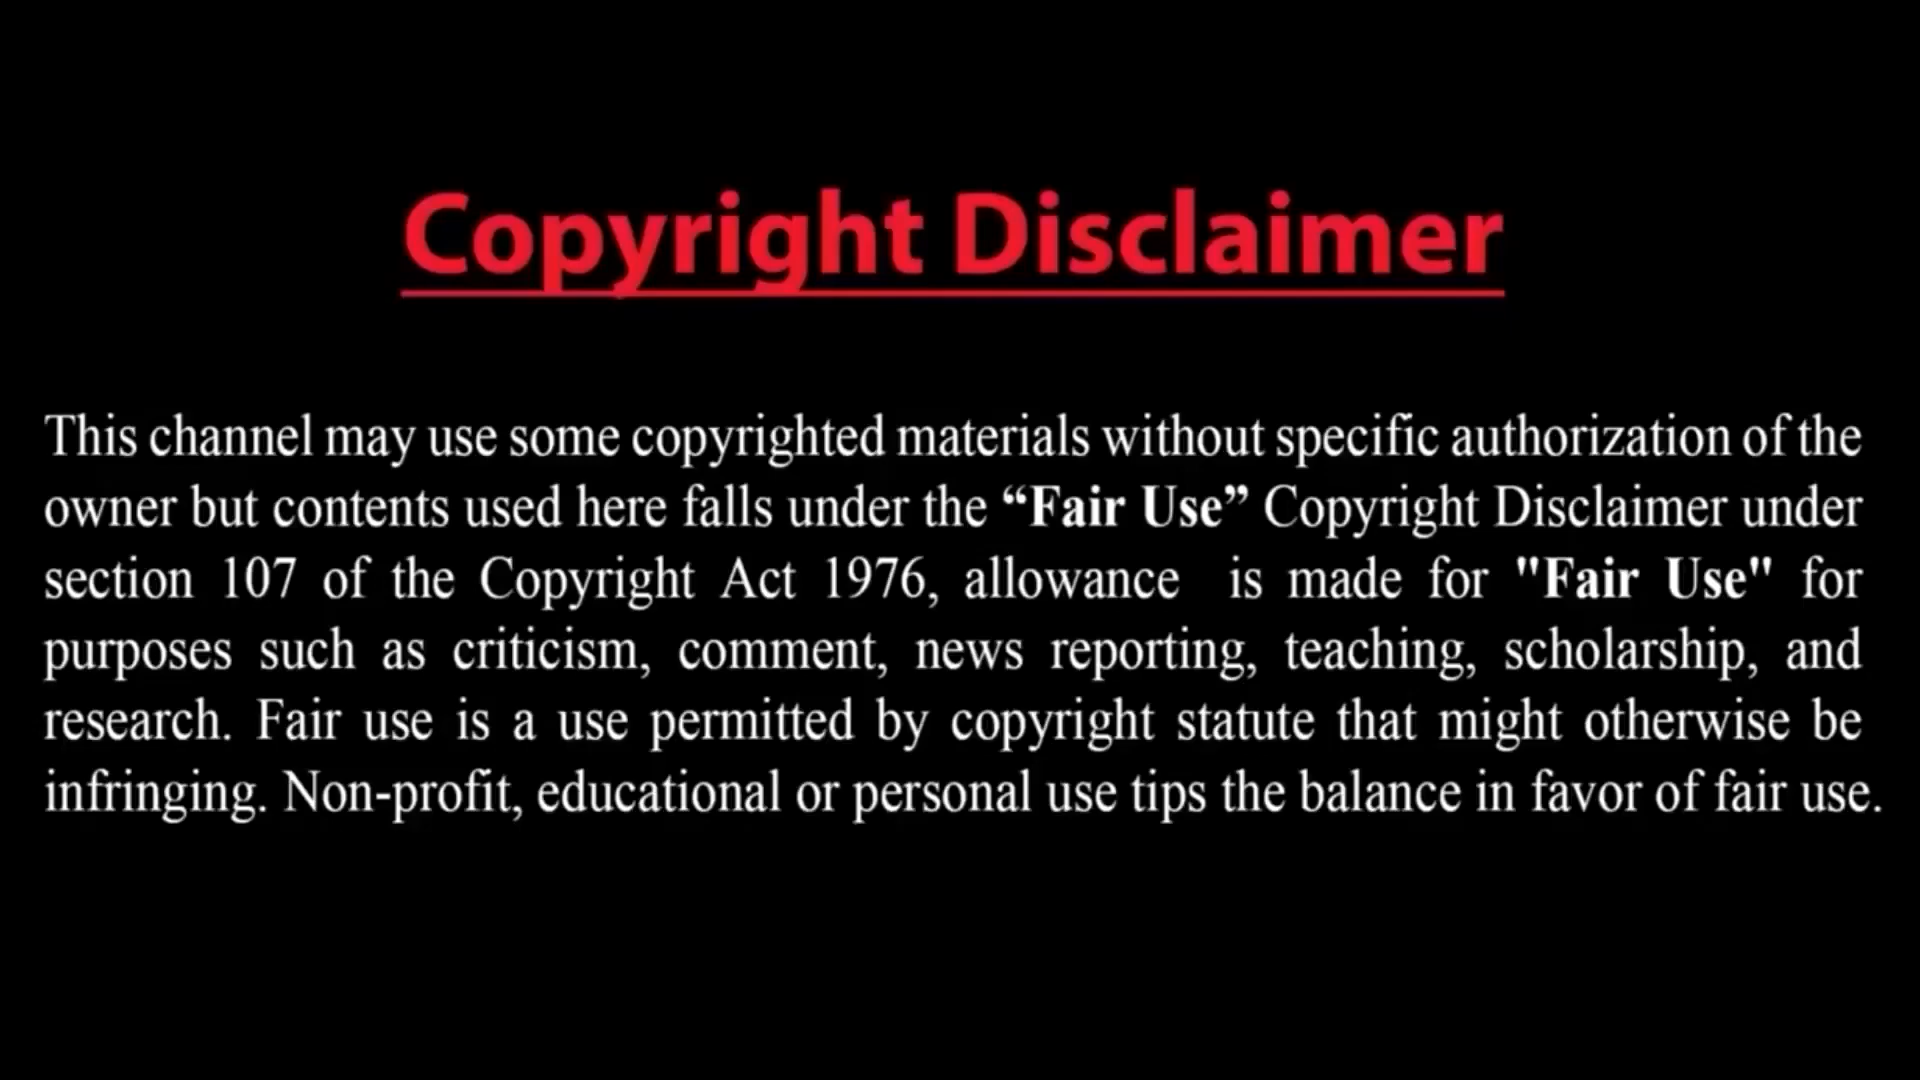 Copyright Disclaimer
This channel may use some copyrighted materials without specific authorization of the
owner but contents used here falls under the “Fair Use” Copyright Disclaimer under
section 107 of the Copyright Act 1976, allowance is made for "Fair Use" for
purposes such as criticism, comment, news reporting, teaching, scholarship, and
research. Fair use is a use permitted by copyright statute that might otherwise be
infringing. Non-profit, educational or personal use tips the balance in favor of fair use.